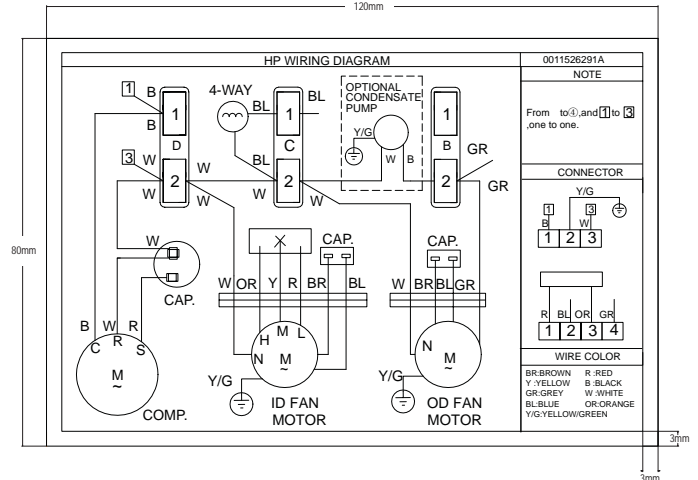 120mm
HP WIRING DIAGRAM
0011526291A
NOTE
From to④,and 1 to 3
,one to one.
CONNECTOR
Y/G
1
3
B
W
1 2 3
R BL OR GR
1 2 3 4
WIRE COLOR
BR:BROWN R :RED
Y :YELLOW B :BLACK
GR:GREY W :WHITE
BL:BLUE OR:ORANGE
Y/G:YELLOW/GREEN
1
B
B
1
D
3
W
W
2
W
W
4-WAY
BL
BL
1
C
BL
W
2
W
OPTIONAL
CONDENSATE
PUMP
Y/G
W B
1
B
2
GR
GR
80mm
W
CAP.
B W R
C R S
M
~
COMP.
CAP.
W OR Y R BR BL
H M L
N
M
~
Y/G
ID FAN
MOTOR
CAP.
W BR BL GR
N
M
~
Y/G
OD FAN
MOTOR
3mm
3mm